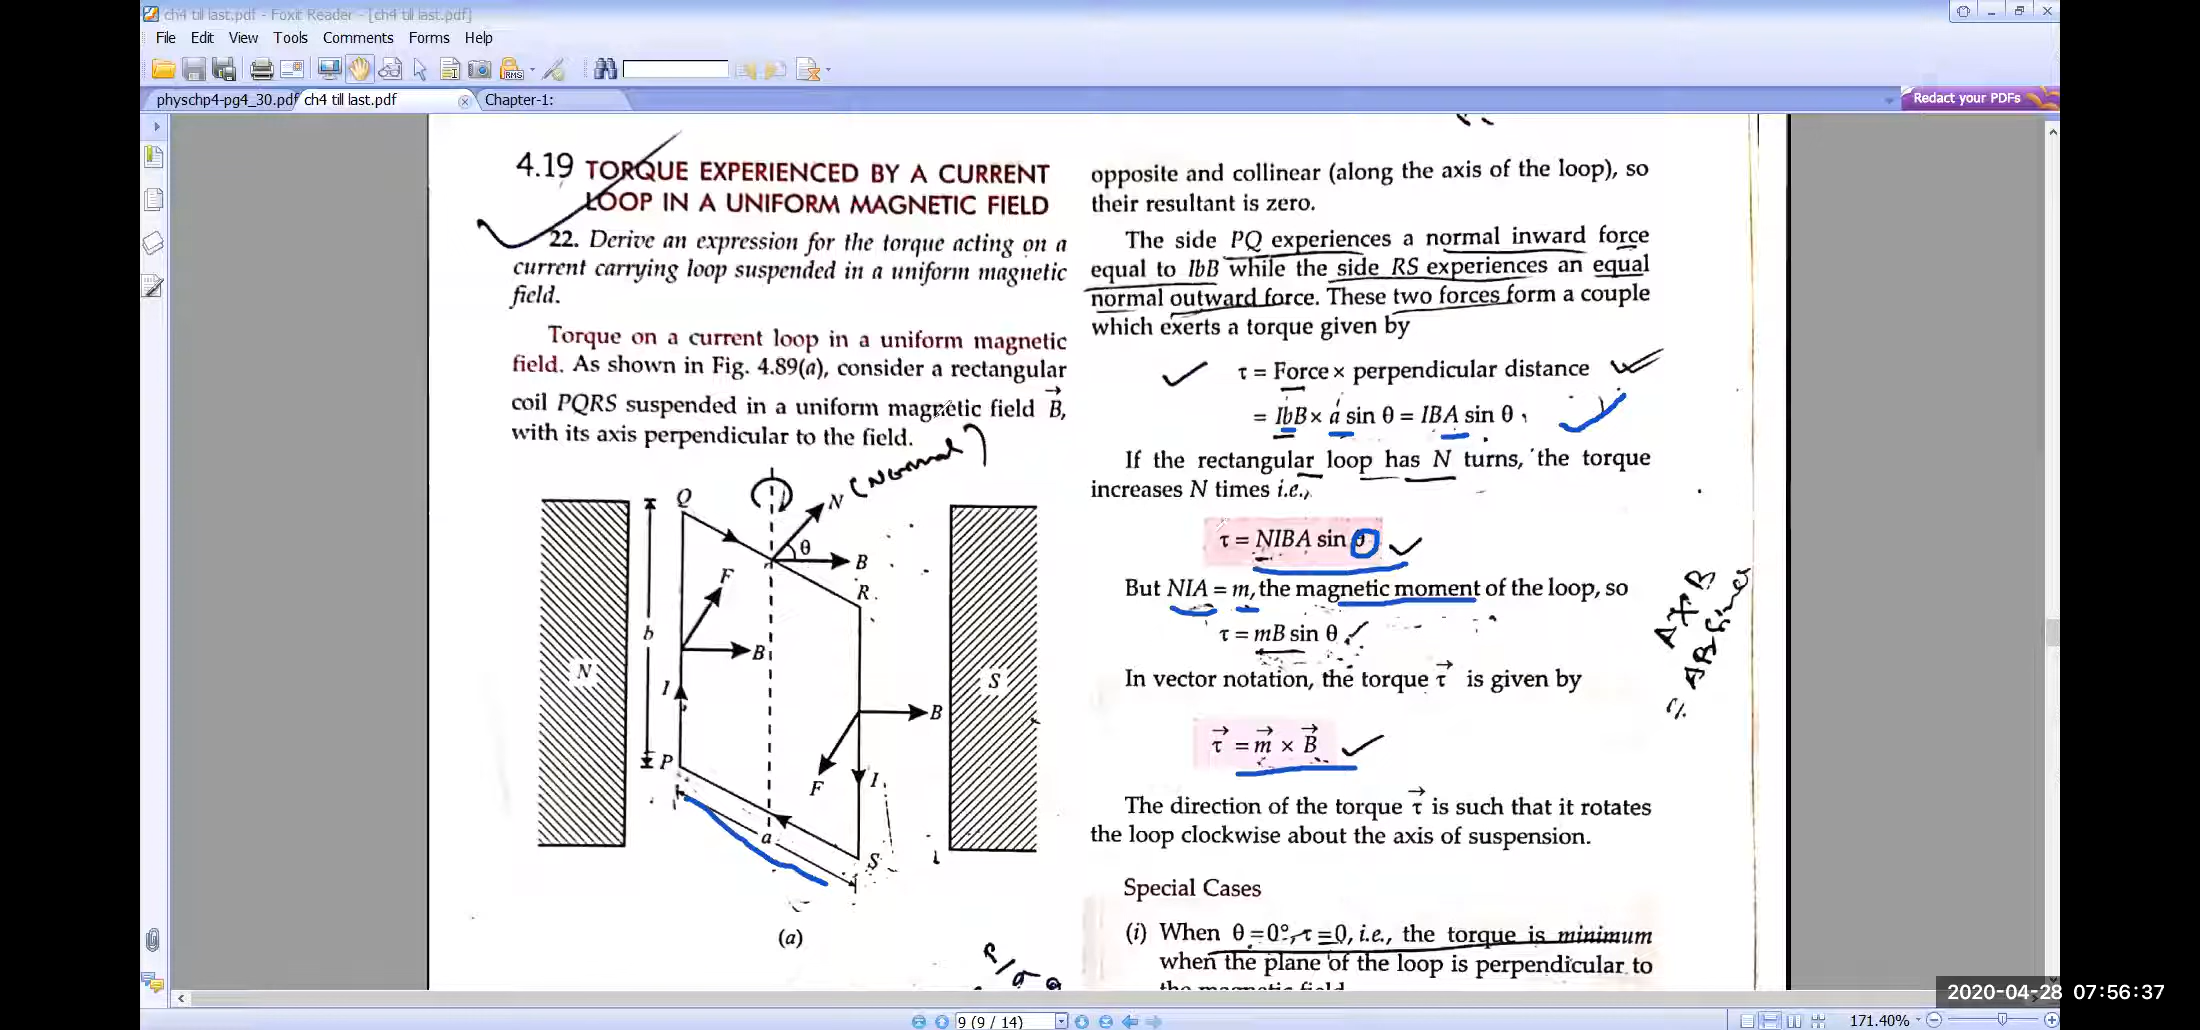 ch4 till last.pdf - Foxit Reader - [ch4 till last.pdf]
File Edit View Tools Comments Forms Help
physchp4-pg4_30.pdf ch4 till last.pdf Chapter-1:
Redact your PDFs
4.19 TORQUE EXPERIENCED BY A CURRENT
LOOP IN A UNIFORM MAGNETIC FIELD
22. Derive an expression for the torque acting on a
current carrying loop suspended in a uniform magnetic
field.
Torque on a current loop in a uniform magnetic
field. As shown in Fig. 4.89(a), consider a rectangular
coil PQRS suspended in a uniform magnetic field B⃗,
with its axis perpendicular to the field.
N (Normal)
Q
θ
B
F
R
b
B
N
I
S
B
P
F
I
a
S
(a)
opposite and collinear (along the axis of the loop), so
their resultant is zero.
The side PQ experiences a normal inward force
equal to IbB while the side RS experiences an equal
normal outward force. These two forces form a couple
which exerts a torque given by
τ = Force × perpendicular distance
= IbB × a sin θ = IBA sin θ
If the rectangular loop has N turns, the torque
increases N times i.e.,
τ = NIBA sin θ
But NIA = m, the magnetic moment of the loop, so
τ = mB sin θ
In vector notation, the torque τ⃗ is given by
τ⃗ = m⃗ × B⃗
The direction of the torque τ⃗ is such that it rotates
the loop clockwise about the axis of suspension.
Special Cases
(i) When θ = 0°, τ = 0, i.e., the torque is minimum
when the plane of the loop is perpendicular to
the magnetic field.
A × B
2020-04-28 07:56:37
9 (9 / 14)
171.40%